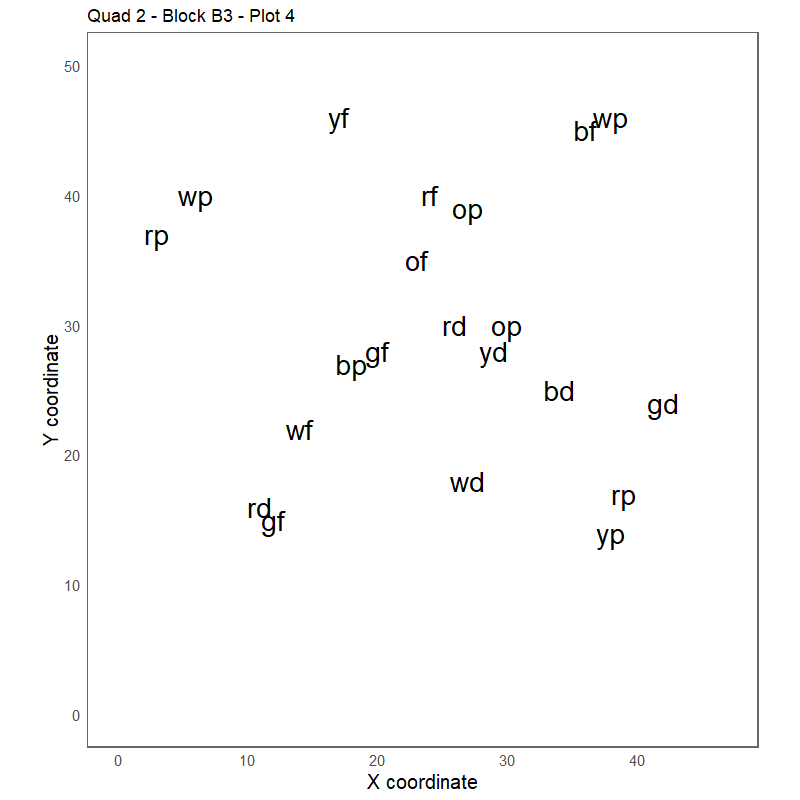 Quad 2 - Block B3 - Plot 4
50
yf
wp
bf
40
wp
rf
op
rp
of
30
rd
op
gf
yd
bp
bd
gd
wf
20
wd
rp
rd
gf
yp
10
0
0 10 20 30 40
X coordinate
Y coordinate